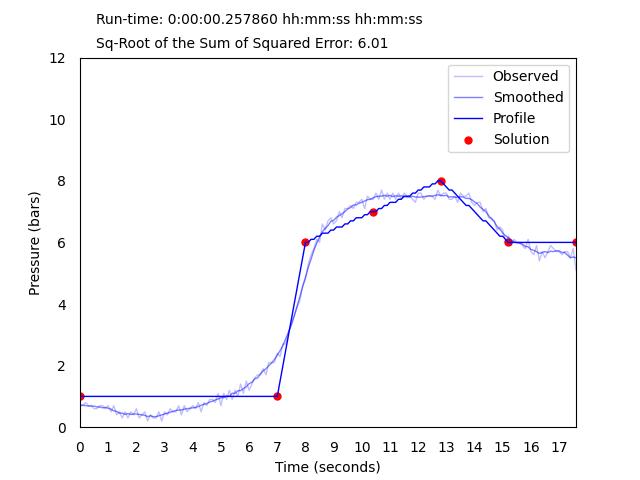 Run-time: 0:00:00.257860 hh:mm:ss hh:mm:ss
Sq-Root of the Sum of Squared Error: 6.01
12
10
8
6
4
2
0
Pressure (bars)
Observed
Smoothed
Profile
Solution
0 1 2 3 4 5 6 7 8 9 10 11 12 13 14 15 16 17
Time (seconds)